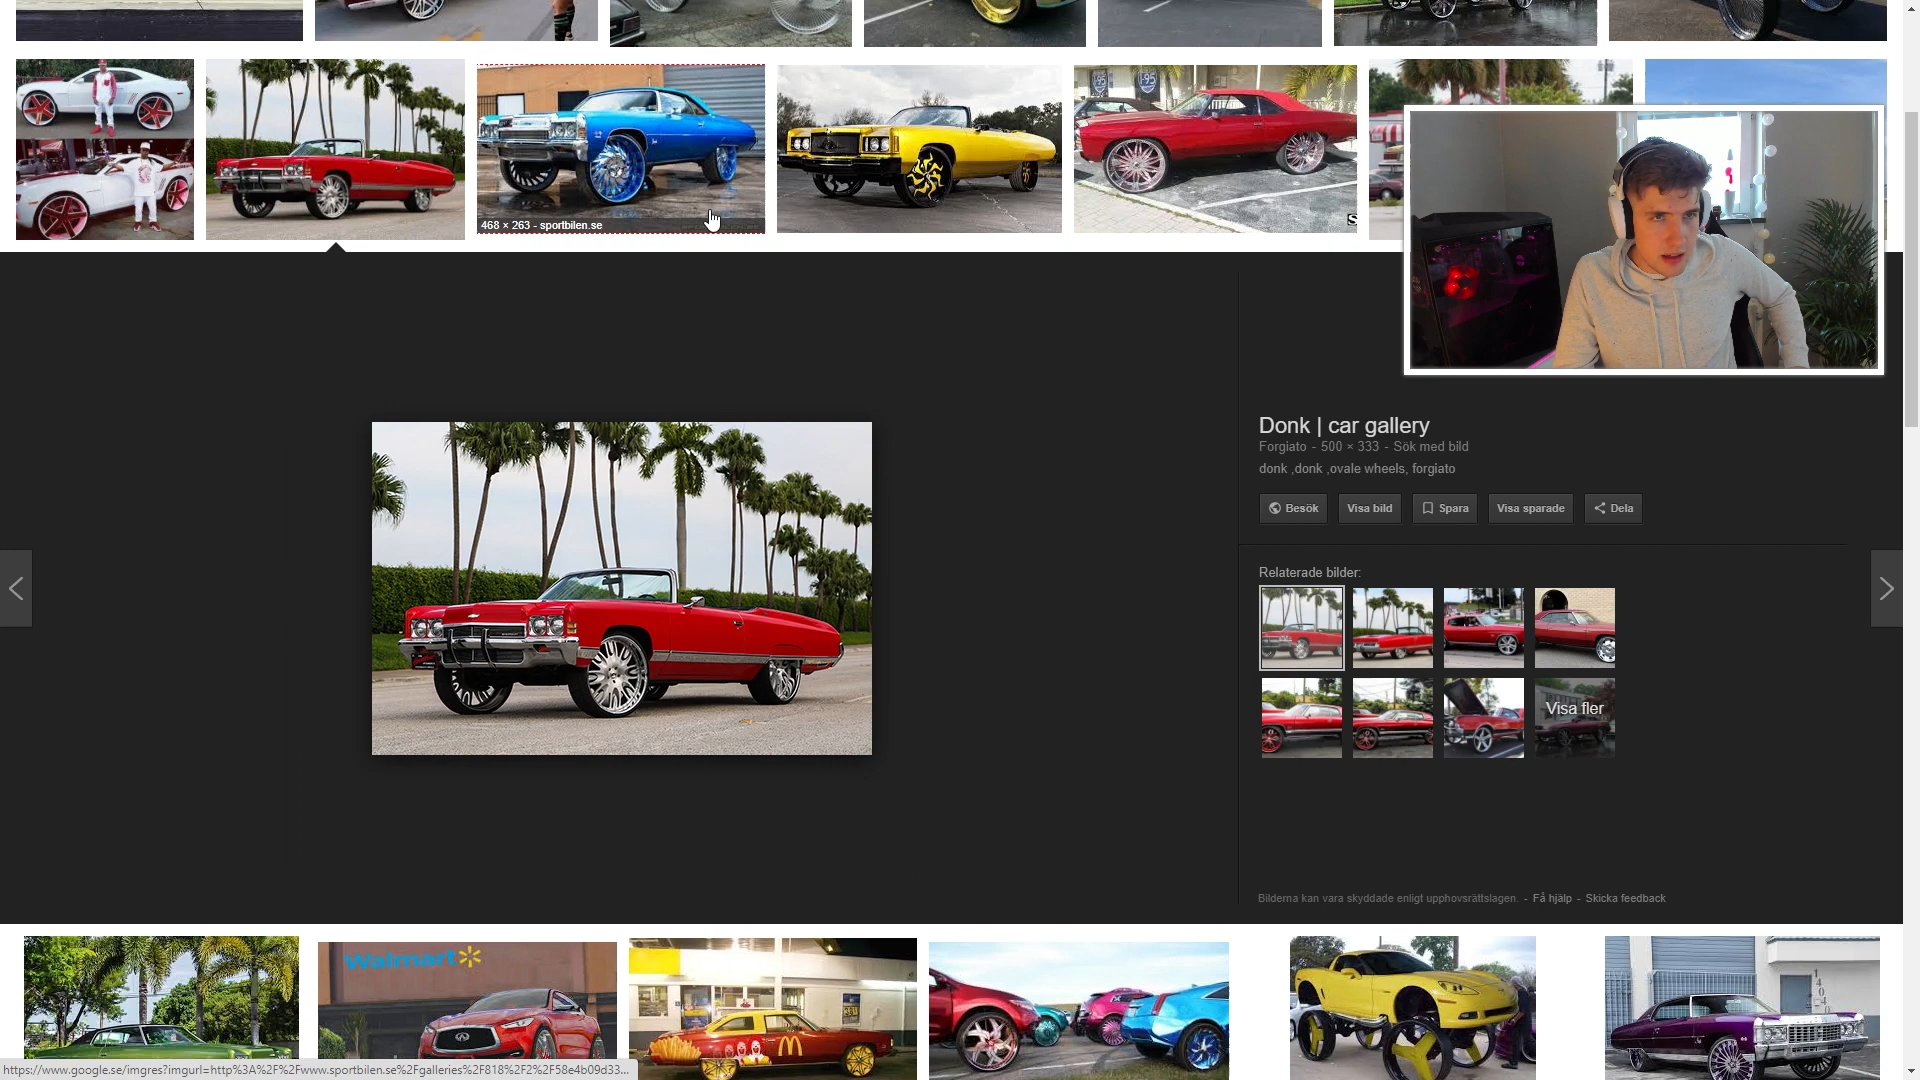 I-95
I-95
468 × 263 - sportbilen.se
S
Donk | car gallery
Forgiato - 500 × 333 - Sök med bild
donk ,donk ,ovale wheels, forgiato
Besök
Visa bild
Spara
Visa sparade
Dela
Relaterade bilder:
Visa fler
Bilderna kan vara skyddade enligt upphovsrättslagen. - Få hjälp - Skicka feedback
Walmart
https://www.google.se/imgres?imgurl=http%3A%2F%2Fwww.sportbilen.se%2Fgalleries%2F818%2F2%2F58e4b09d33...